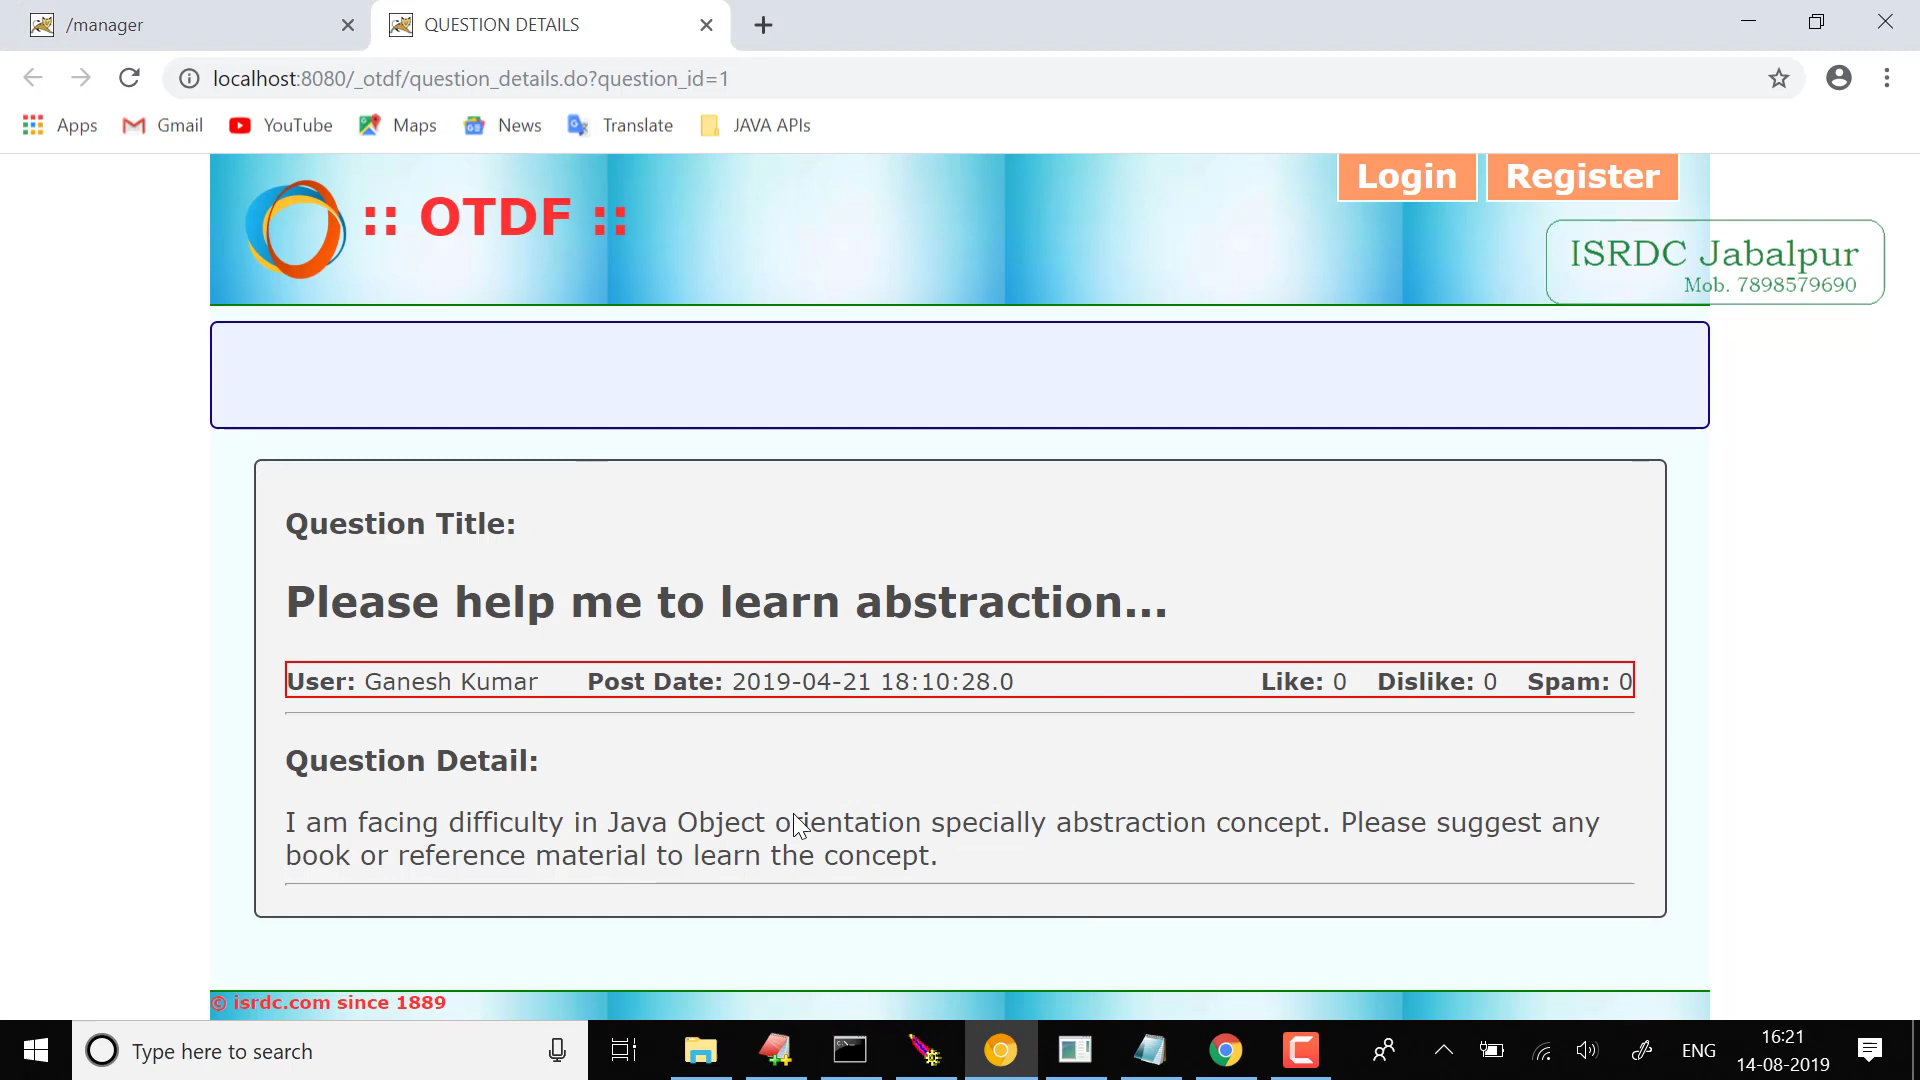 /manager
QUESTION DETAILS
localhost:8080/_otdf/question_details.do?question_id=1
Apps Gmail YouTube Maps News Translate JAVA APIs
Login Register
:: OTDF ::
ISRDC Jabalpur
Mob. 7898579690
Question Title:
Please help me to learn abstraction...
User: Ganesh Kumar Post Date: 2019-04-21 18:10:28.0 Like: 0 Dislike: 0 Spam: 0
Question Detail:
I am facing difficulty in Java Object orientation specially abstraction concept. Please suggest any
book or reference material to learn the concept.
© isrdc.com since 1889
Type here to search
ENG
16:21
14-08-2019